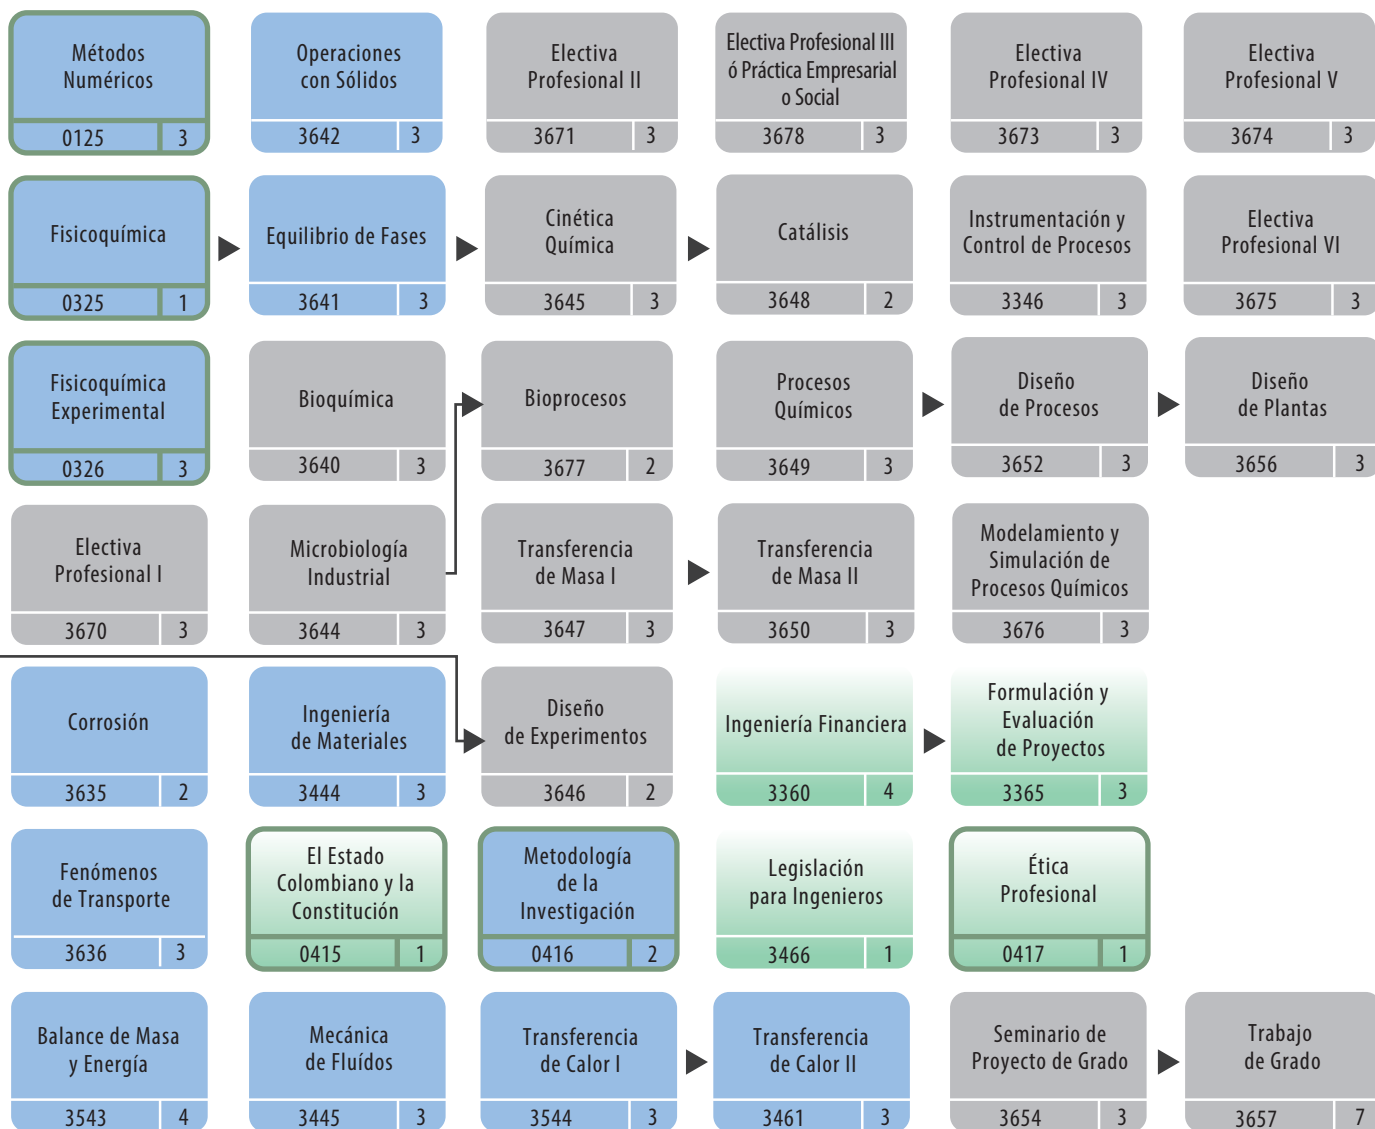 Métodos
Numéricos
0125 3
Operaciones
con Sólidos
3642 3
Electiva
Profesional II
3671 3
Electiva Profesional III
ó Práctica Empresarial
o Social
3678 3
Electiva
Profesional IV
3673 3
Electiva
Profesional V
3674 3
Fisicoquímica
0325 1
Equilibrio de Fases
3641 3
Cinética
Química
3645 3
Catálisis
3648 2
Instrumentación y
Control de Procesos
3346 3
Electiva
Profesional VI
3675 3
Fisicoquímica
Experimental
0326 3
Bioquímica
3640 3
Bioprocesos
3677 2
Procesos
Químicos
3649 3
Diseño
de Procesos
3652 3
Diseño
de Plantas
3656 3
Electiva
Profesional I
3670 3
Microbiología
Industrial
3644 3
Transferencia
de Masa I
3647 3
Transferencia
de Masa II
3650 3
Modelamiento y
Simulación de
Procesos Químicos
3676 3
Corrosión
3635 2
Ingeniería
de Materiales
3444 3
Diseño
de Experimentos
3646 2
Ingeniería Financiera
3360 4
Formulación y
Evaluación
de Proyectos
3365 3
Fenómenos
de Transporte
3636 3
El Estado
Colombiano y la
Constitución
0415 1
Metodología
de la
Investigación
0416 2
Legislación
para Ingenieros
3466 1
Ética
Profesional
0417 1
Balance de Masa
y Energía
3543 4
Mecánica
de Fluídos
3445 3
Transferencia
de Calor I
3544 3
Transferencia
de Calor II
3461 3
Seminario de
Proyecto de Grado
3654 3
Trabajo
de Grado
3657 7